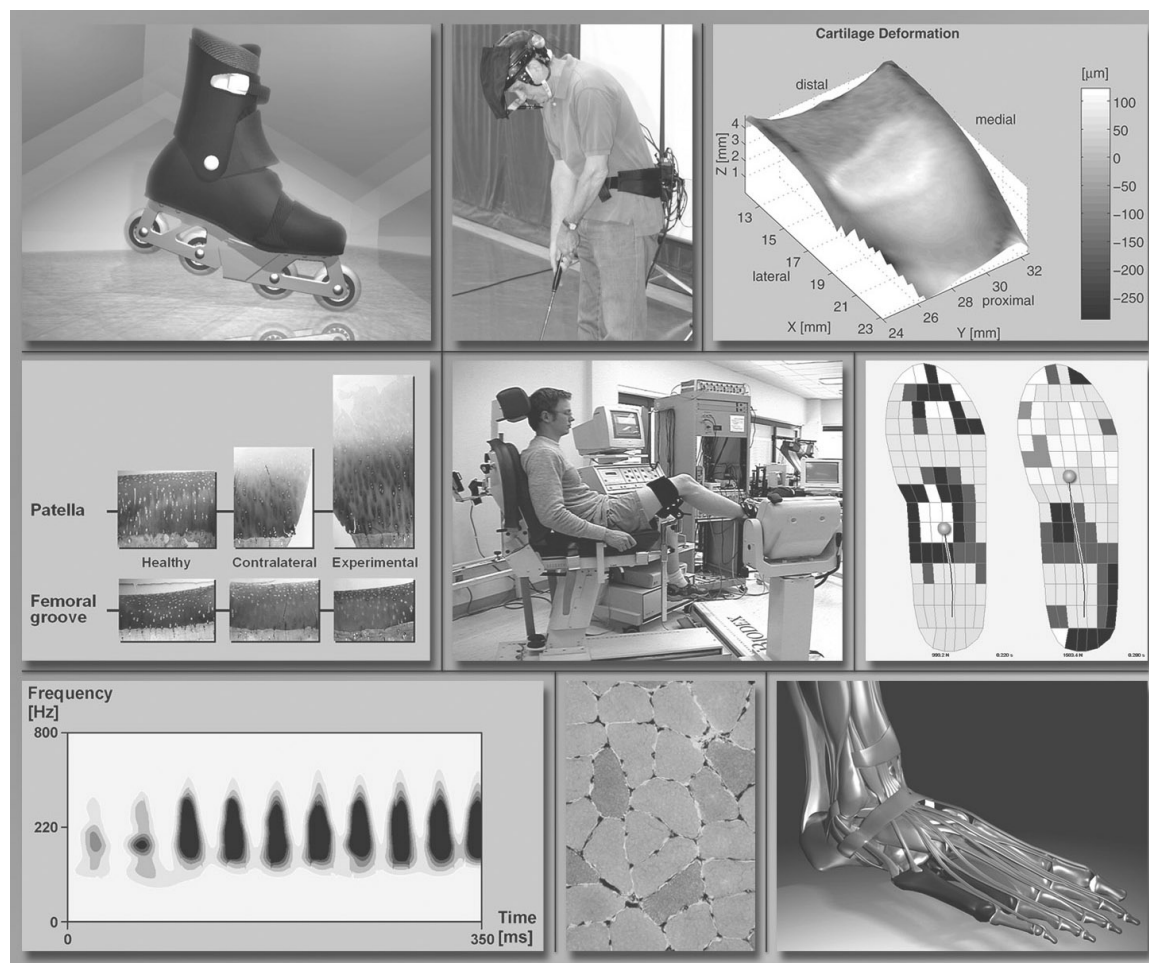 Cartilage Deformation
[µm]
distal
medial
100
50
0
−50
−100
−150
−200
−250
Z [mm]
4
3
2
1
13
15
17
19
21
23
lateral
X [mm]
24
26
28
30
32
proximal
Y [mm]
Patella
Healthy
Contralateral
Experimental
Femoral
groove
BIODEX
Frequency
[Hz]
800
220
0
0
350
Time
[ms]